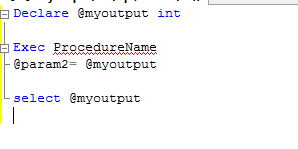 Declare @myoutput int
Exec ProcedureName
@param2= @myoutput
select @myoutput